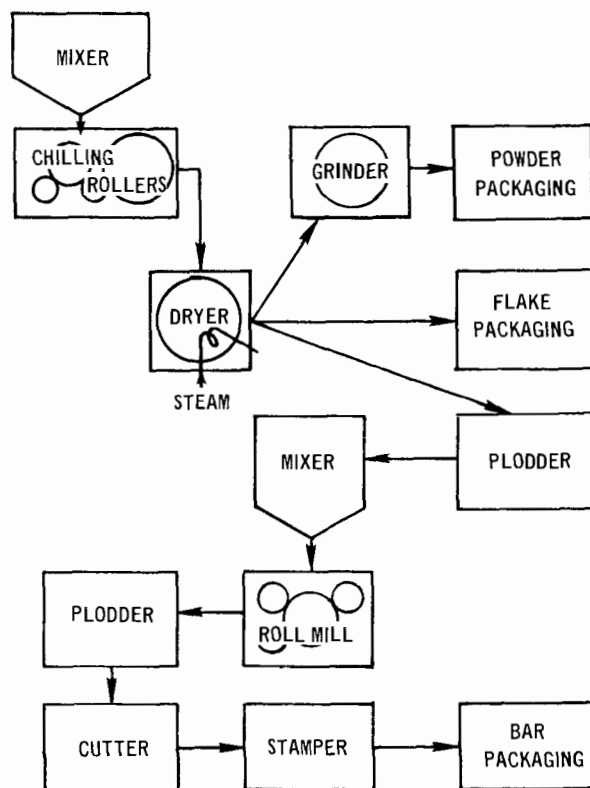 MIXER
CHILLING
ROLLERS
GRINDER
POWDER
PACKAGING
DRYER
FLAKE
PACKAGING
STEAM
MIXER
PLODDER
PLODDER
ROLL MILL
CUTTER
STAMPER
BAR
PACKAGING